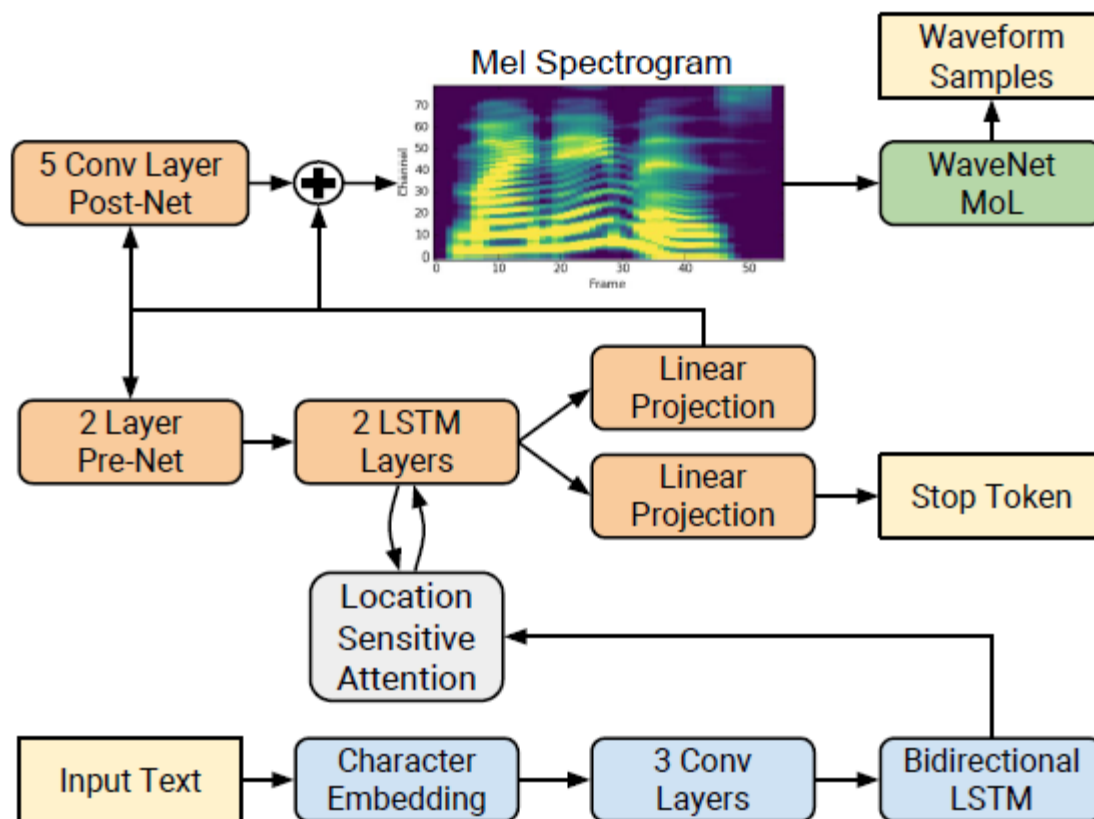 Waveform
Samples
Mel Spectrogram
5 Conv Layer
Post-Net
WaveNet
MoL
Channel
70
60
50
40
30
20
10
0
0 10 20 30 40 50
Frame
Linear
Projection
2 Layer
Pre-Net
2 LSTM
Layers
Linear
Projection
Stop Token
Location
Sensitive
Attention
Input Text
Character
Embedding
3 Conv
Layers
Bidirectional
LSTM